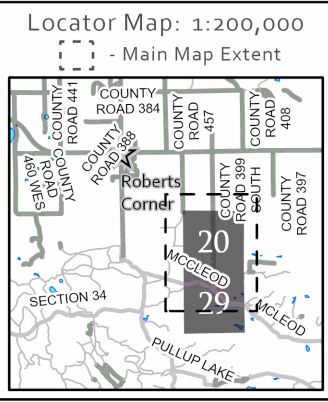 Locator Map: 1:200,000
- Main Map Extent
COUNTY
ROAD 441
COUNTY
ROAD 384
COUNTY
ROAD
457
COUNTY
ROAD
408
COUNTY
ROAD 388
COUNTY
ROAD
460 WES
Roberts
Corner
COUNTY
ROAD 399
SOUTH
COUNTY
ROAD 397
20
MCCLEOD
29
SECTION 34
MCLEOD
PULLUP LAKE